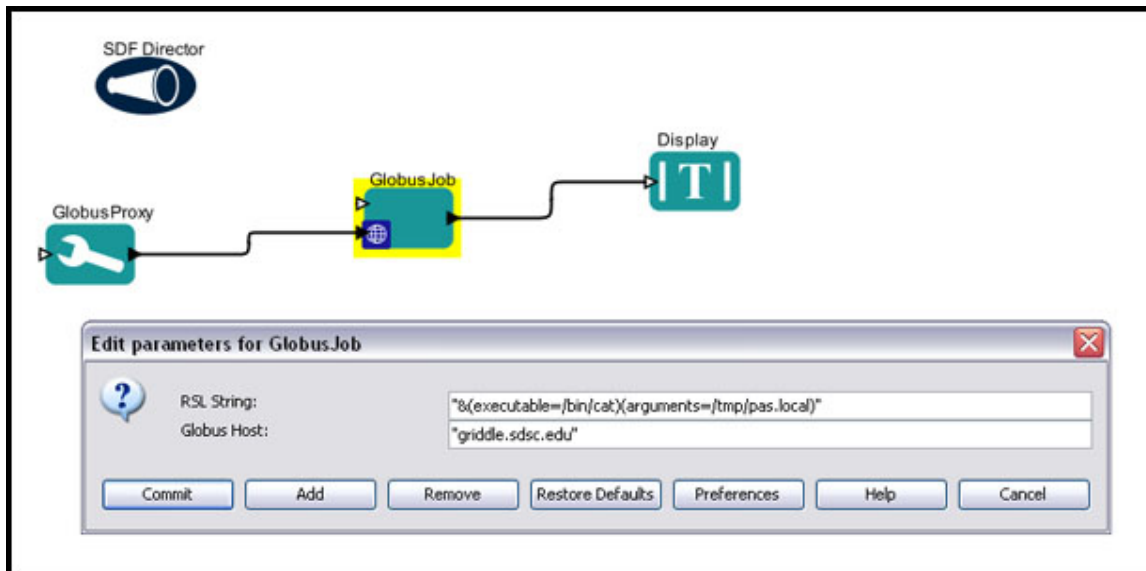 SDF Director
Display
T
GlobusJob
GlobusProxy
Edit parameters for GlobusJob
?
RSL String: "&(executable=/bin/cat)(arguments=/tmp/pas.local)"
Globus Host: "griddle.sdsc.edu"
Commit Add Remove Restore Defaults Preferences Help Cancel